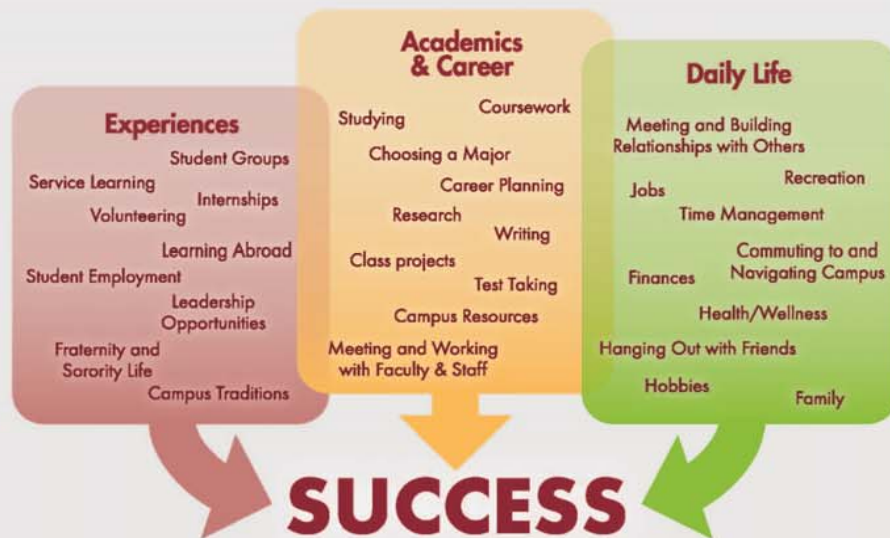 Experiences
Student Groups
Service Learning
Internships
Volunteering
Learning Abroad
Student Employment
Leadership
Opportunities
Fraternity and
Sorority Life
Campus Traditions
Academics
& Career
Coursework
Studying
Choosing a Major
Career Planning
Research
Writing
Class projects
Test Taking
Campus Resources
Meeting and Working
with Faculty & Staff
Daily Life
Meeting and Building
Relationships with Others
Recreation
Jobs
Time Management
Commuting to and
Navigating Campus
Finances
Health/Wellness
Hanging Out with Friends
Hobbies
Family
SUCCESS